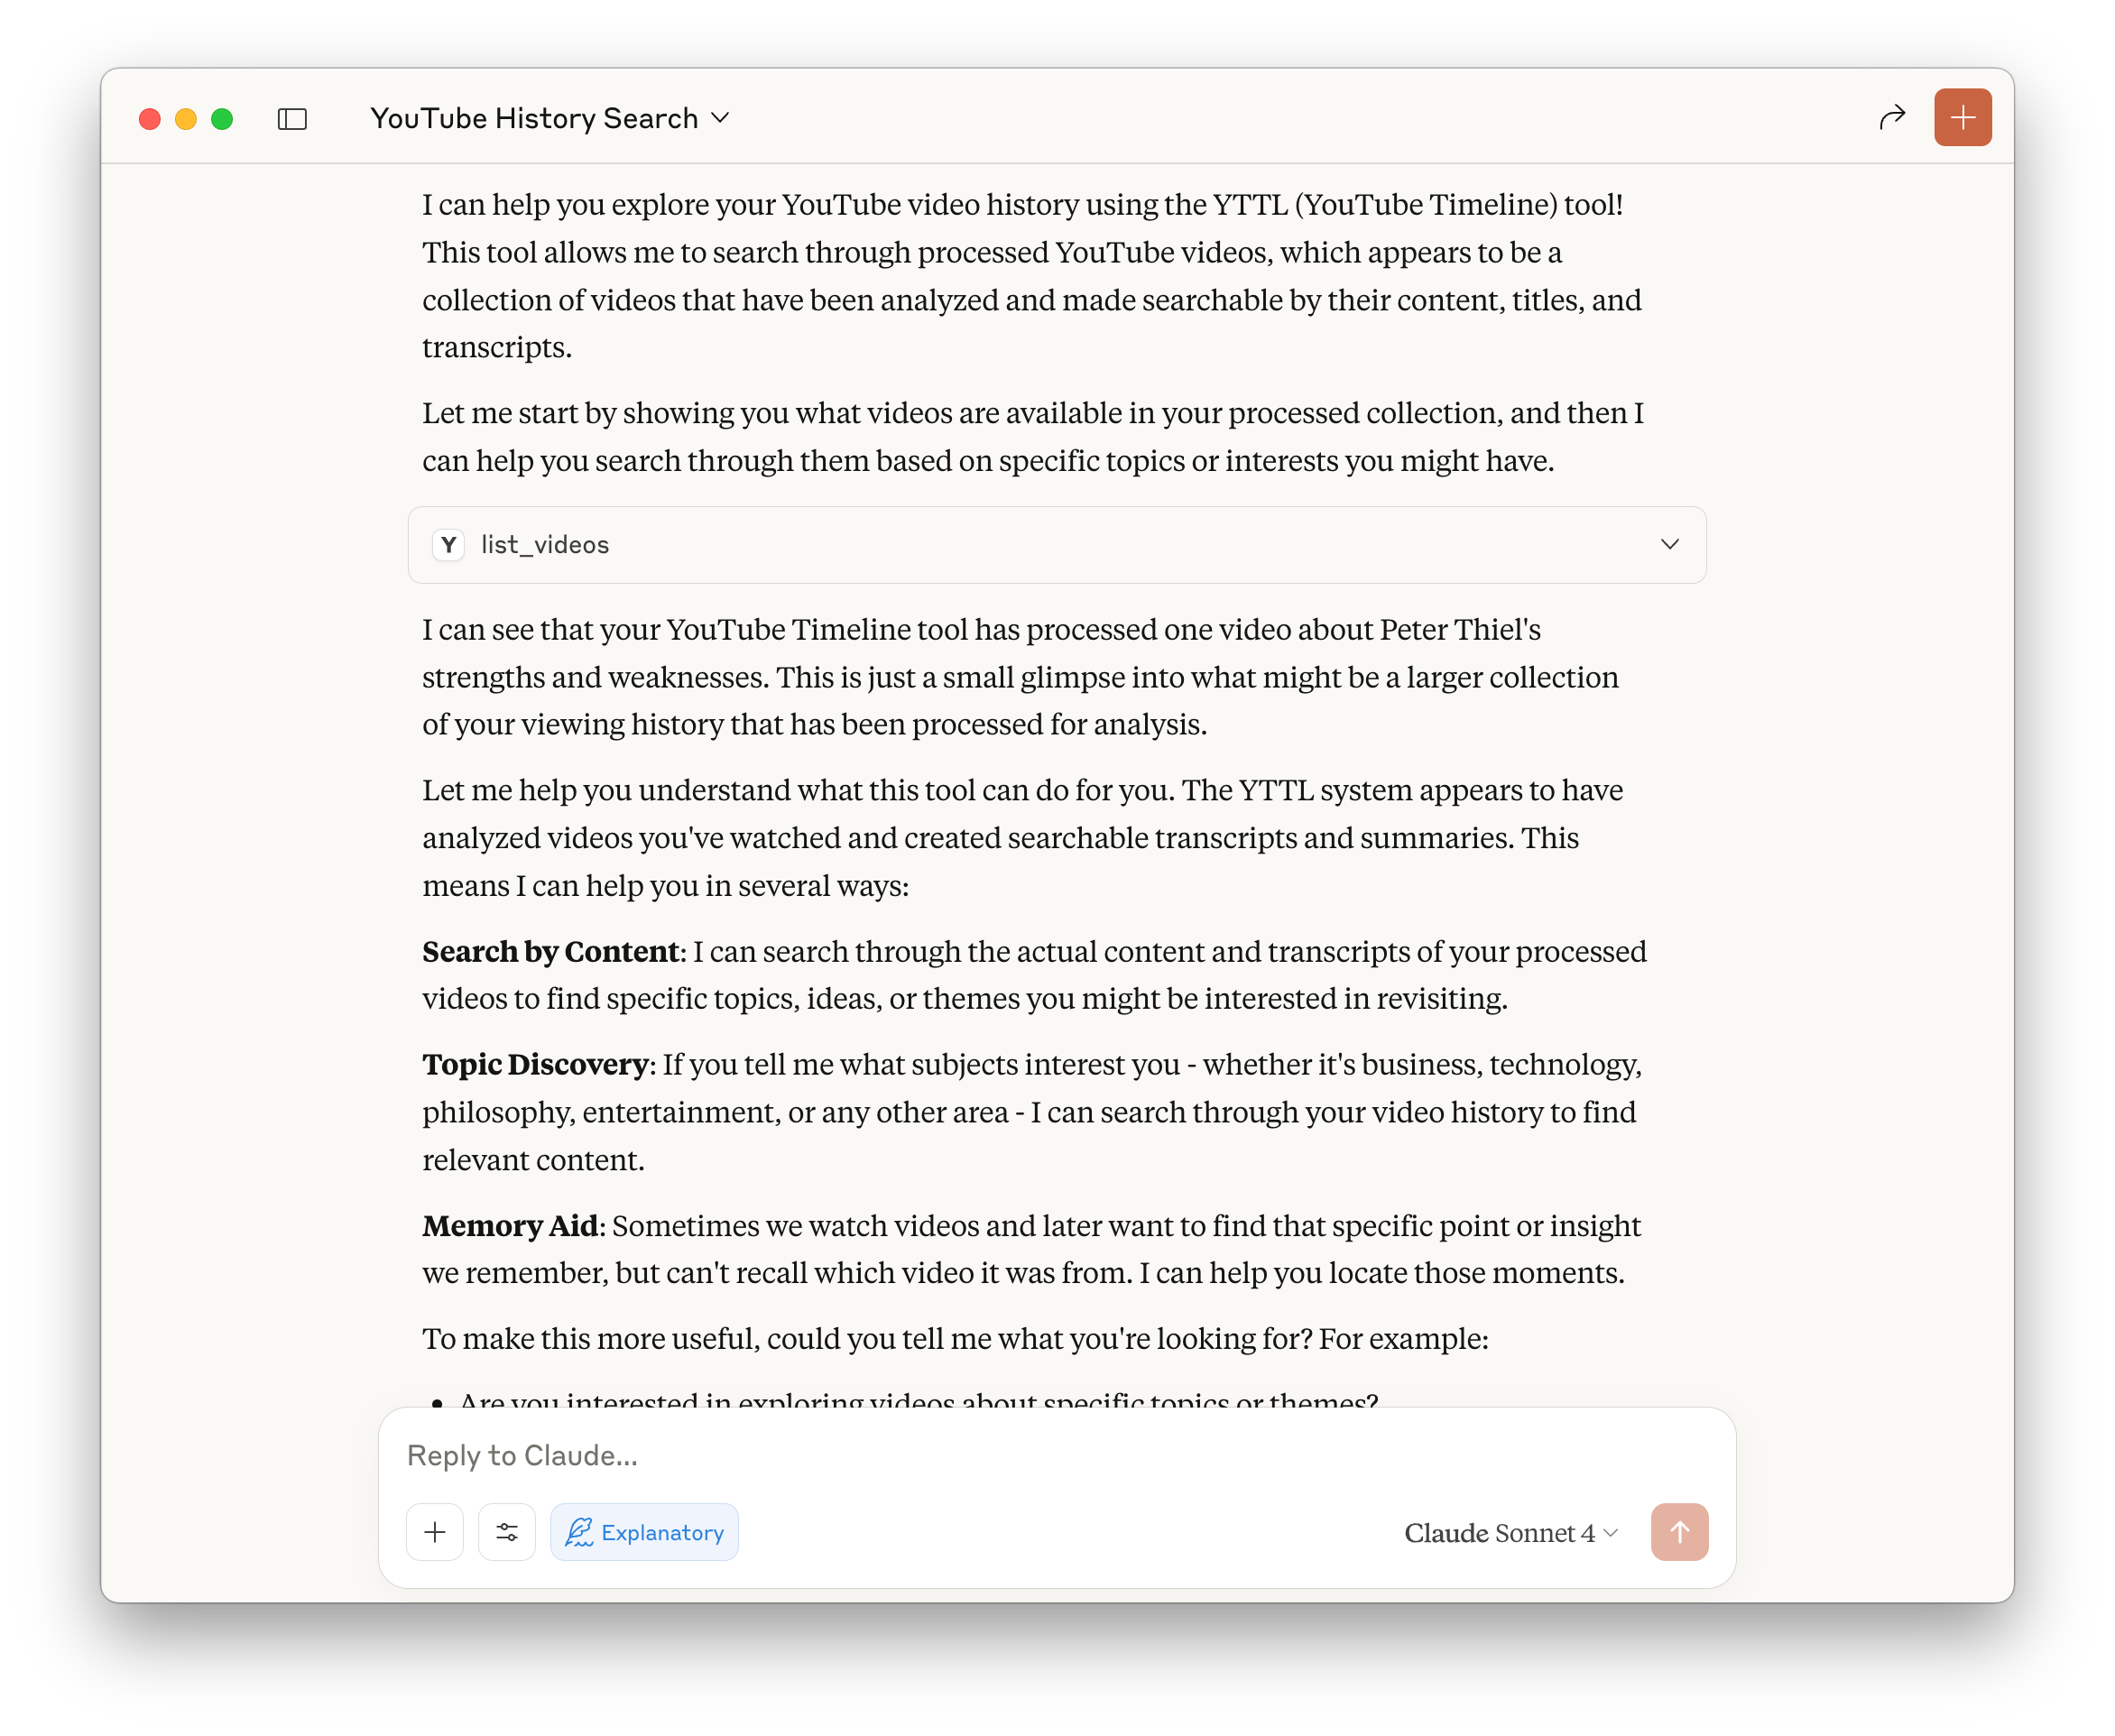 YouTube History Search
I can help you explore your YouTube video history using the YTTL (YouTube Timeline) tool!
This tool allows me to search through processed YouTube videos, which appears to be a
collection of videos that have been analyzed and made searchable by their content, titles, and
transcripts.
Let me start by showing you what videos are available in your processed collection, and then I
can help you search through them based on specific topics or interests you might have.
Y list_videos
I can see that your YouTube Timeline tool has processed one video about Peter Thiel's
strengths and weaknesses. This is just a small glimpse into what might be a larger collection
of your viewing history that has been processed for analysis.
Let me help you understand what this tool can do for you. The YTTL system appears to have
analyzed videos you've watched and created searchable transcripts and summaries. This
means I can help you in several ways:
Search by Content: I can search through the actual content and transcripts of your processed
videos to find specific topics, ideas, or themes you might be interested in revisiting.
Topic Discovery: If you tell me what subjects interest you - whether it's business, technology,
philosophy, entertainment, or any other area - I can search through your video history to find
relevant content.
Memory Aid: Sometimes we watch videos and later want to find that specific point or insight
we remember, but can't recall which video it was from. I can help you locate those moments.
To make this more useful, could you tell me what you're looking for? For example:
• Are you interested in exploring videos about specific topics or themes?
Reply to Claude...
Explanatory
Claude Sonnet 4